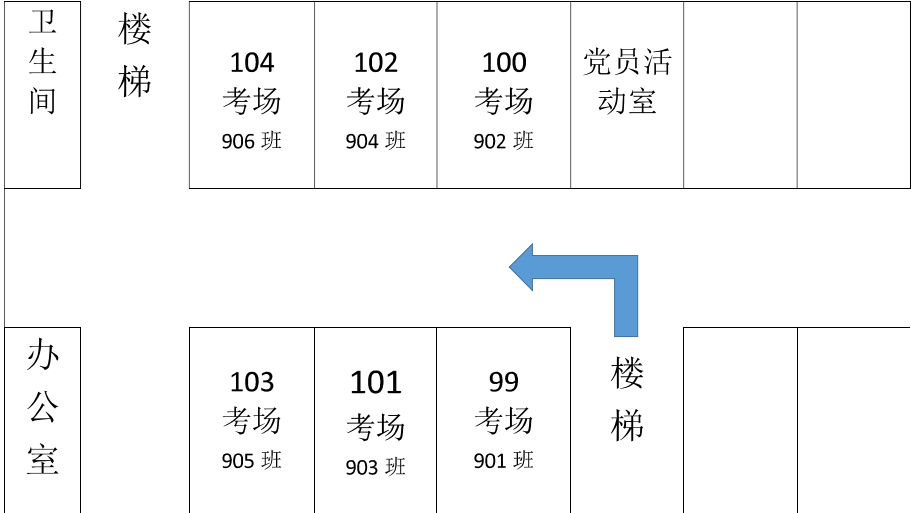 卫生间
楼梯
104
考场
906 班
102
考场
904 班
100
考场
902 班
党员活
动室
办公室
103
考场
905 班
101
考场
903 班
99
考场
901 班
楼梯